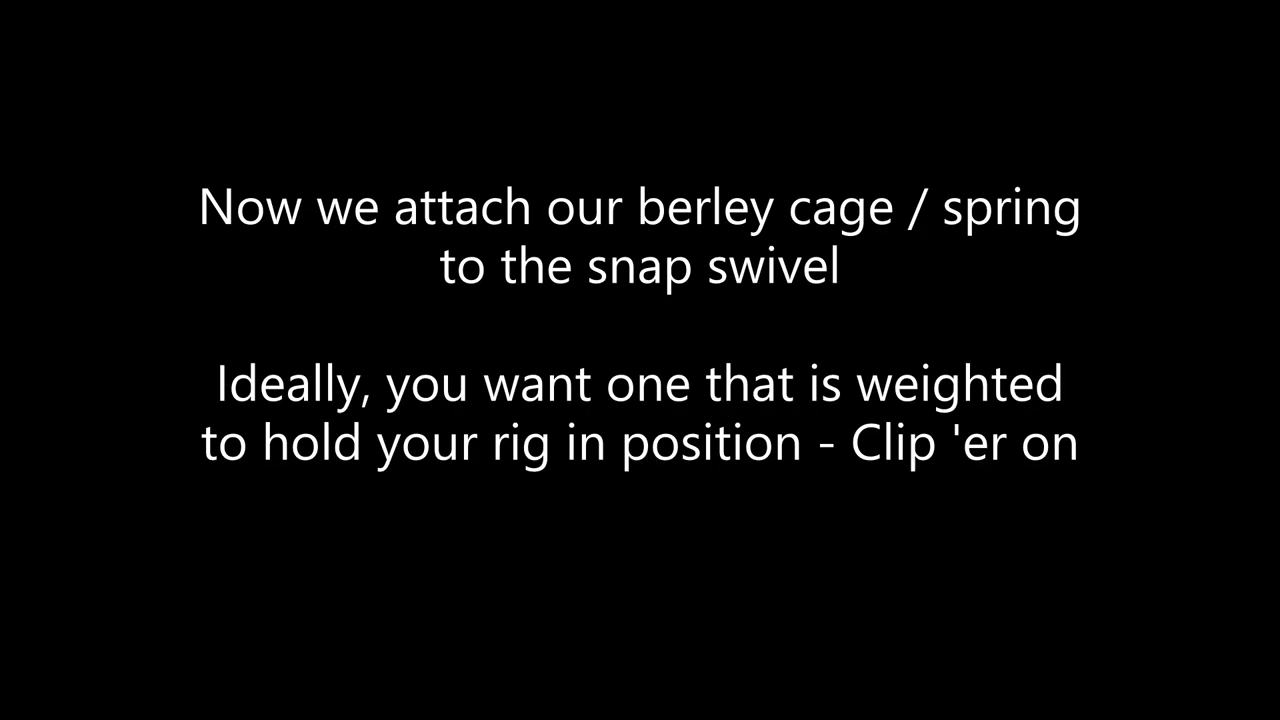 Now we attach our berley cage / spring
to the snap swivel
Ideally, you want one that is weighted
to hold your rig in position - Clip 'er on